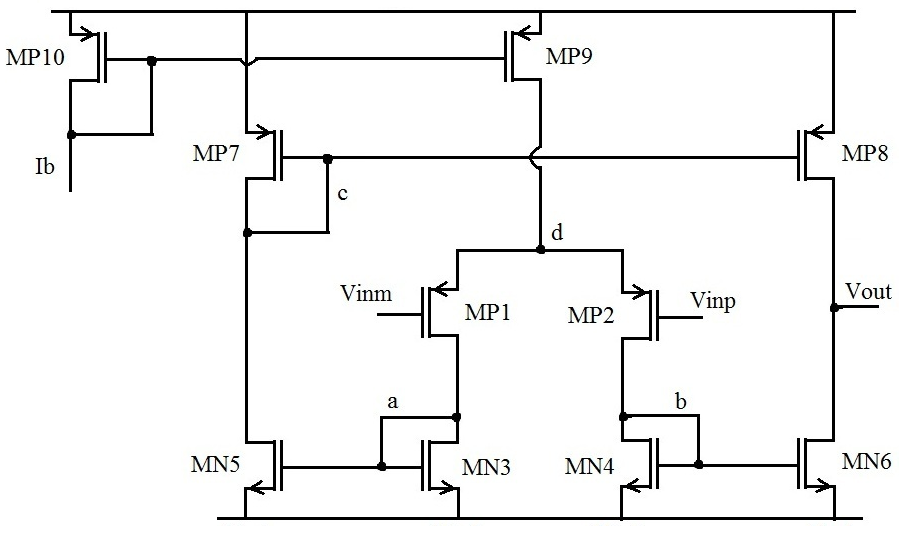 MP10
MP9
MP7
MP8
Ib
c
d
Vinm
MP1
MP2
Vinp
Vout
a
b
MN5
MN3
MN4
MN6